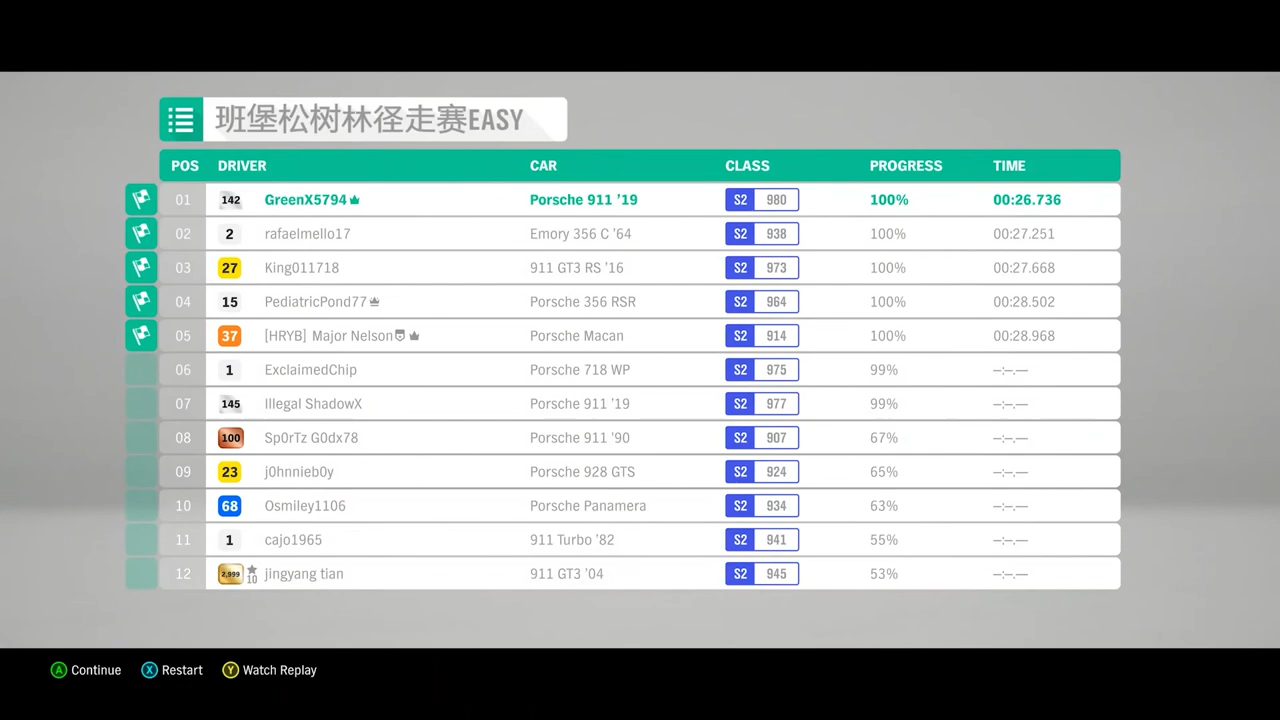 班堡松树林径走赛EASY
POS DRIVER CAR CLASS PROGRESS TIME
01 142 GreenX5794 Porsche 911 '19 S2 980 100% 00:26.736
02 2 rafaelmello17 Emory 356 C '64 S2 938 100% 00:27.251
03 27 King011718 911 GT3 RS '16 S2 973 100% 00:27.668
04 15 PediatricPond77 Porsche 356 RSR S2 964 100% 00:28.502
05 37 [HRYB] Major Nelson Porsche Macan S2 914 100% 00:28.968
06 1 ExclaimedChip Porsche 718 WP S2 975 99% --:--.---
07 145 Illegal ShadowX Porsche 911 '19 S2 977 99% --:--.---
08 100 Sp0rTz G0dx78 Porsche 911 '90 S2 907 67% --:--.---
09 23 j0hnnieb0y Porsche 928 GTS S2 924 65% --:--.---
10 68 Osmiley1106 Porsche Panamera S2 934 63% --:--.---
11 1 cajo1965 911 Turbo '82 S2 941 55% --:--.---
12 2,999 10 jingyang tian 911 GT3 '04 S2 945 53% --:--.---
A Continue X Restart Y Watch Replay